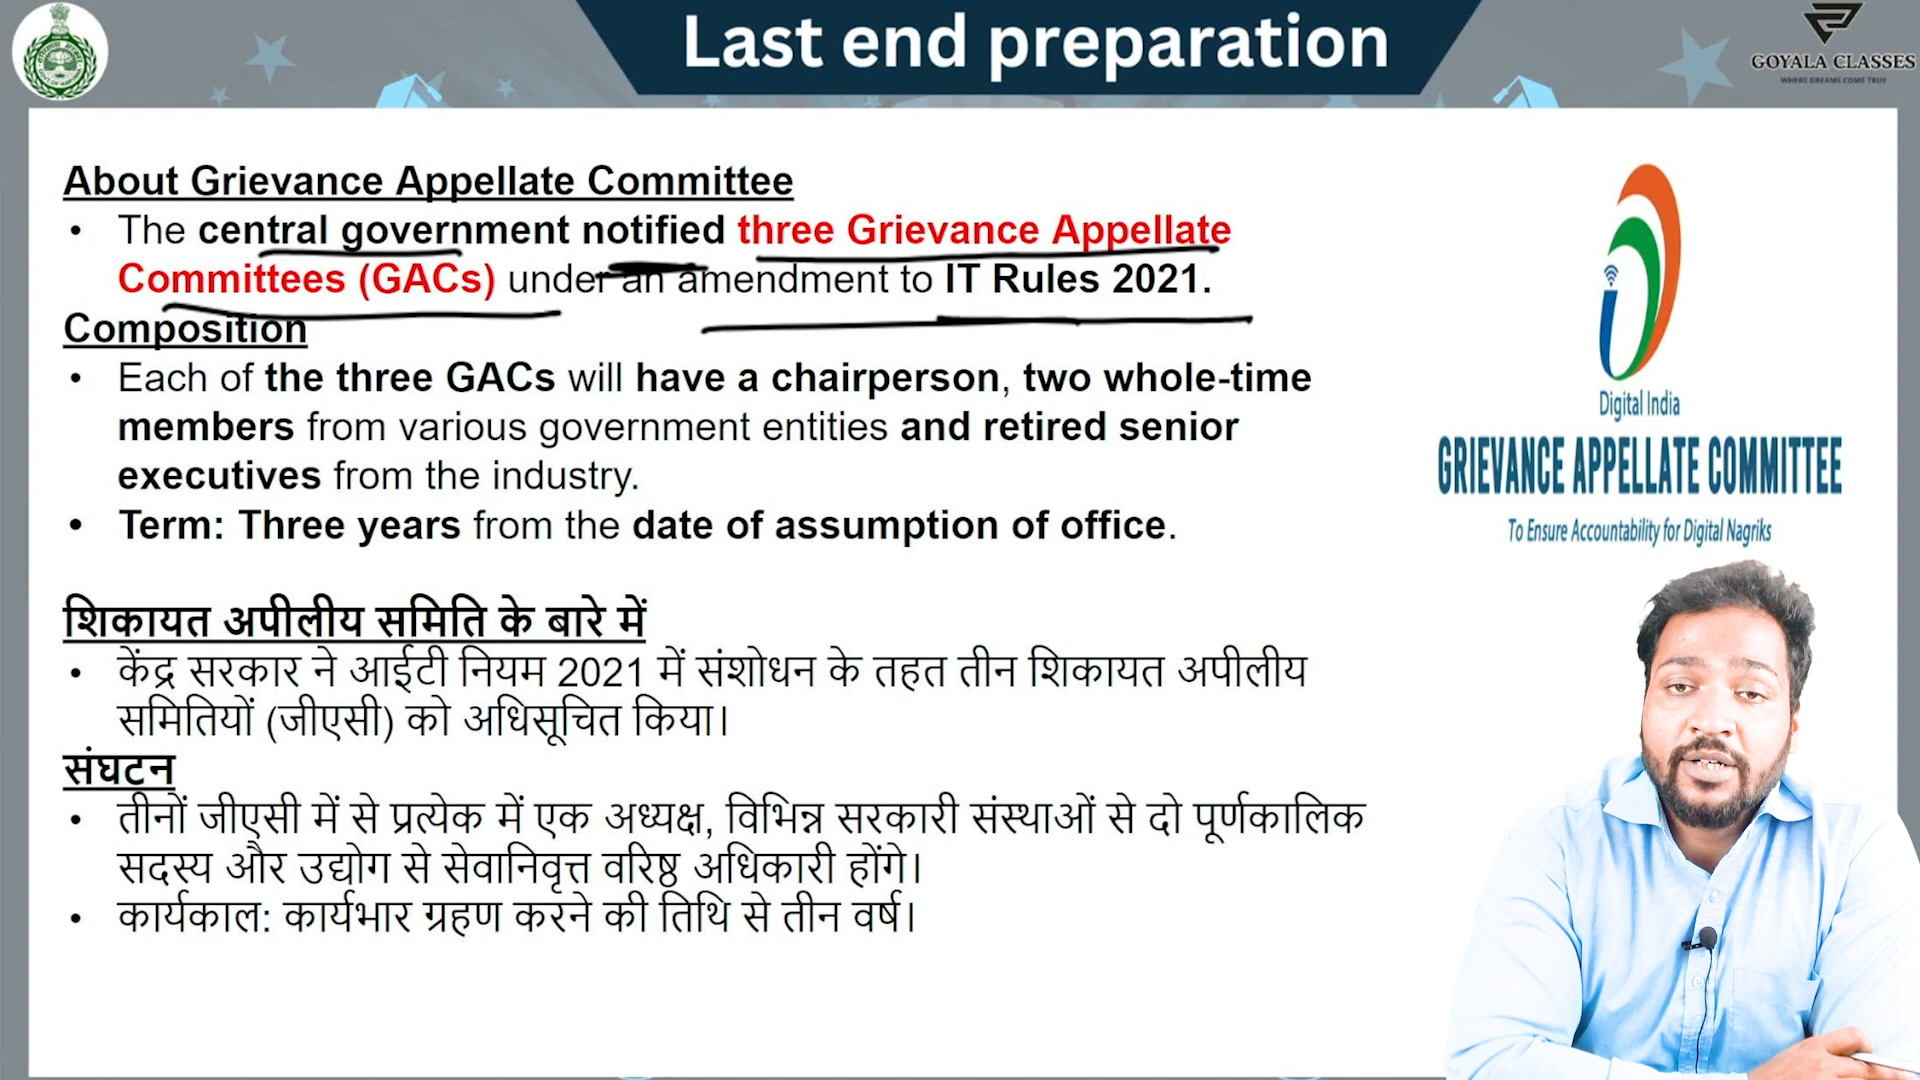 Last end preparation
GOYALA CLASSES
WHERE DREAMS COME TRUE
About Grievance Appellate Committee
• The central government notified three Grievance Appellate
Committees (GACs) under an amendment to IT Rules 2021.
Composition
• Each of the three GACs will have a chairperson, two whole-time
members from various government entities and retired senior
executives from the industry.
• Term: Three years from the date of assumption of office.
Digital India
GRIEVANCE APPELLATE COMMITTEE
To Ensure Accountability for Digital Nagriks
शिकायत अपीलीय समिति के बारे में
• केंद्र सरकार ने आईटी नियम 2021 में संशोधन के तहत तीन शिकायत अपीलीय
समितियों (जीएसी) को अधिसूचित किया।
संघटन
• तीनों जीएसी में से प्रत्येक में एक अध्यक्ष, विभिन्न सरकारी संस्थाओं से दो पूर्णकालिक
सदस्य और उद्योग से सेवानिवृत्त वरिष्ठ अधिकारी होंगे।
• कार्यकाल: कार्यभार ग्रहण करने की तिथि से तीन वर्ष।